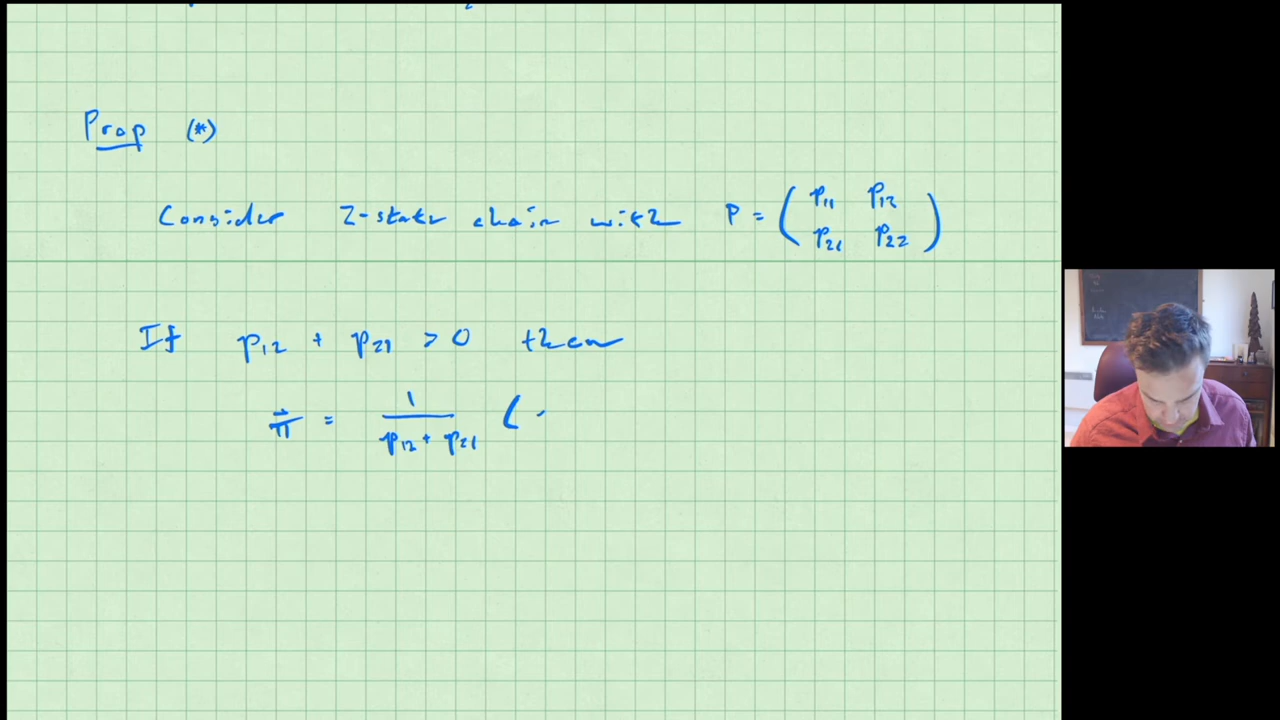 Prop (*)
Consider 2-state chain with P = ( p11 p12
p21 p22 )
If p12 + p21 > 0 then
π = 1 / (p12 + p21) (